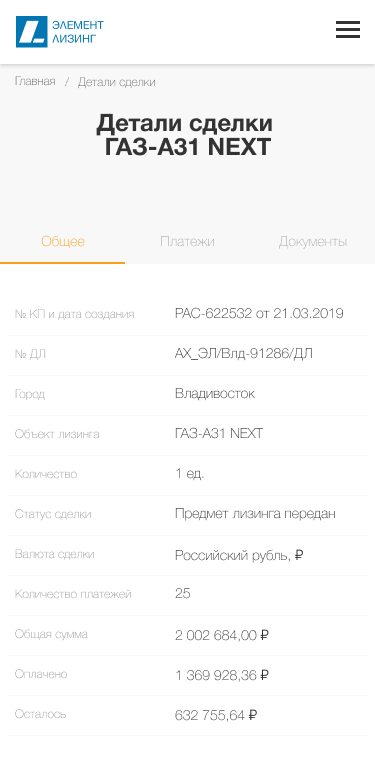 ЭЛЕМЕНТ
ЛИЗИНГ
Главная / Детали сделки
Детали сделки
ГАЗ-А31 NEXT
Общее Платежи Документы
№ КП и дата создания РАС-622532 от 21.03.2019
№ ДЛ АХ_ЭЛ/Влд-91286/ДЛ
Город Владивосток
Объект лизинга ГАЗ-А31 NEXT
Количество 1 ед.
Статус сделки Предмет лизинга передан
Валюта сделки Российский рубль, ₽
Количество платежей 25
Общая сумма 2 002 684,00 ₽
Оплачено 1 369 928,36 ₽
Осталось 632 755,64 ₽